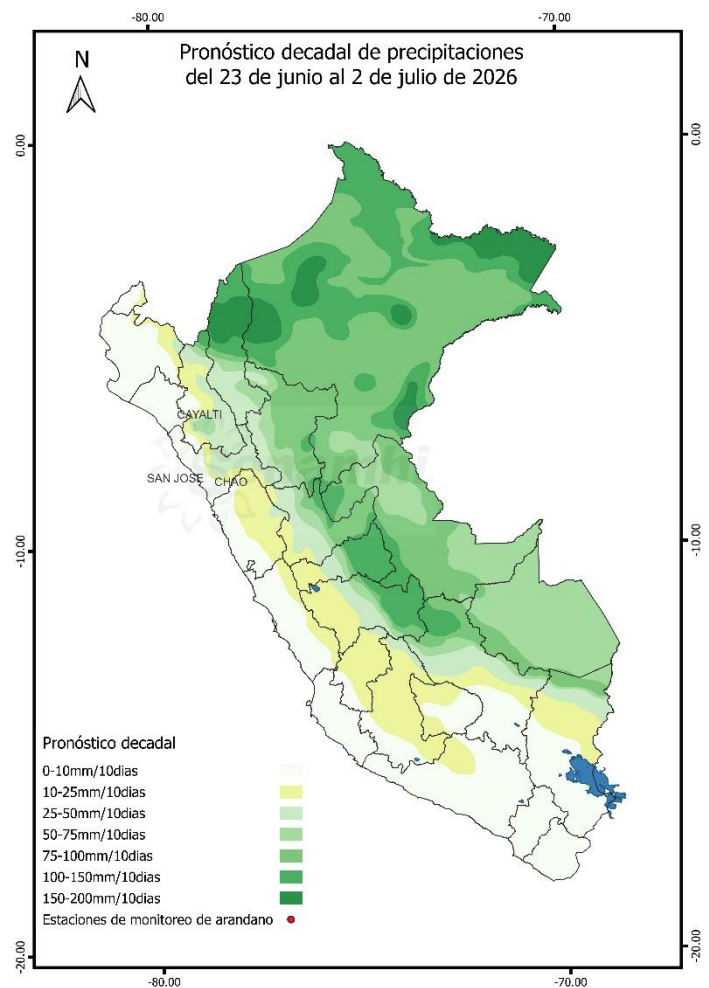 -80.00
-70.00
N
Pronóstico decadal de precipitaciones
del 23 de junio al 2 de julio de 2026
0.00
0.00
CAYALTI
Senamhi
SAN JOSE
CHAO
-10.00
-10.00
Pronóstico decadal
0-10mm/10dias
10-25mm/10dias
25-50mm/10dias
50-75mm/10dias
75-100mm/10dias
100-150mm/10dias
150-200mm/10dias
Estaciones de monitoreo de arandano
-20.00
-20.00
-80.00
-70.00